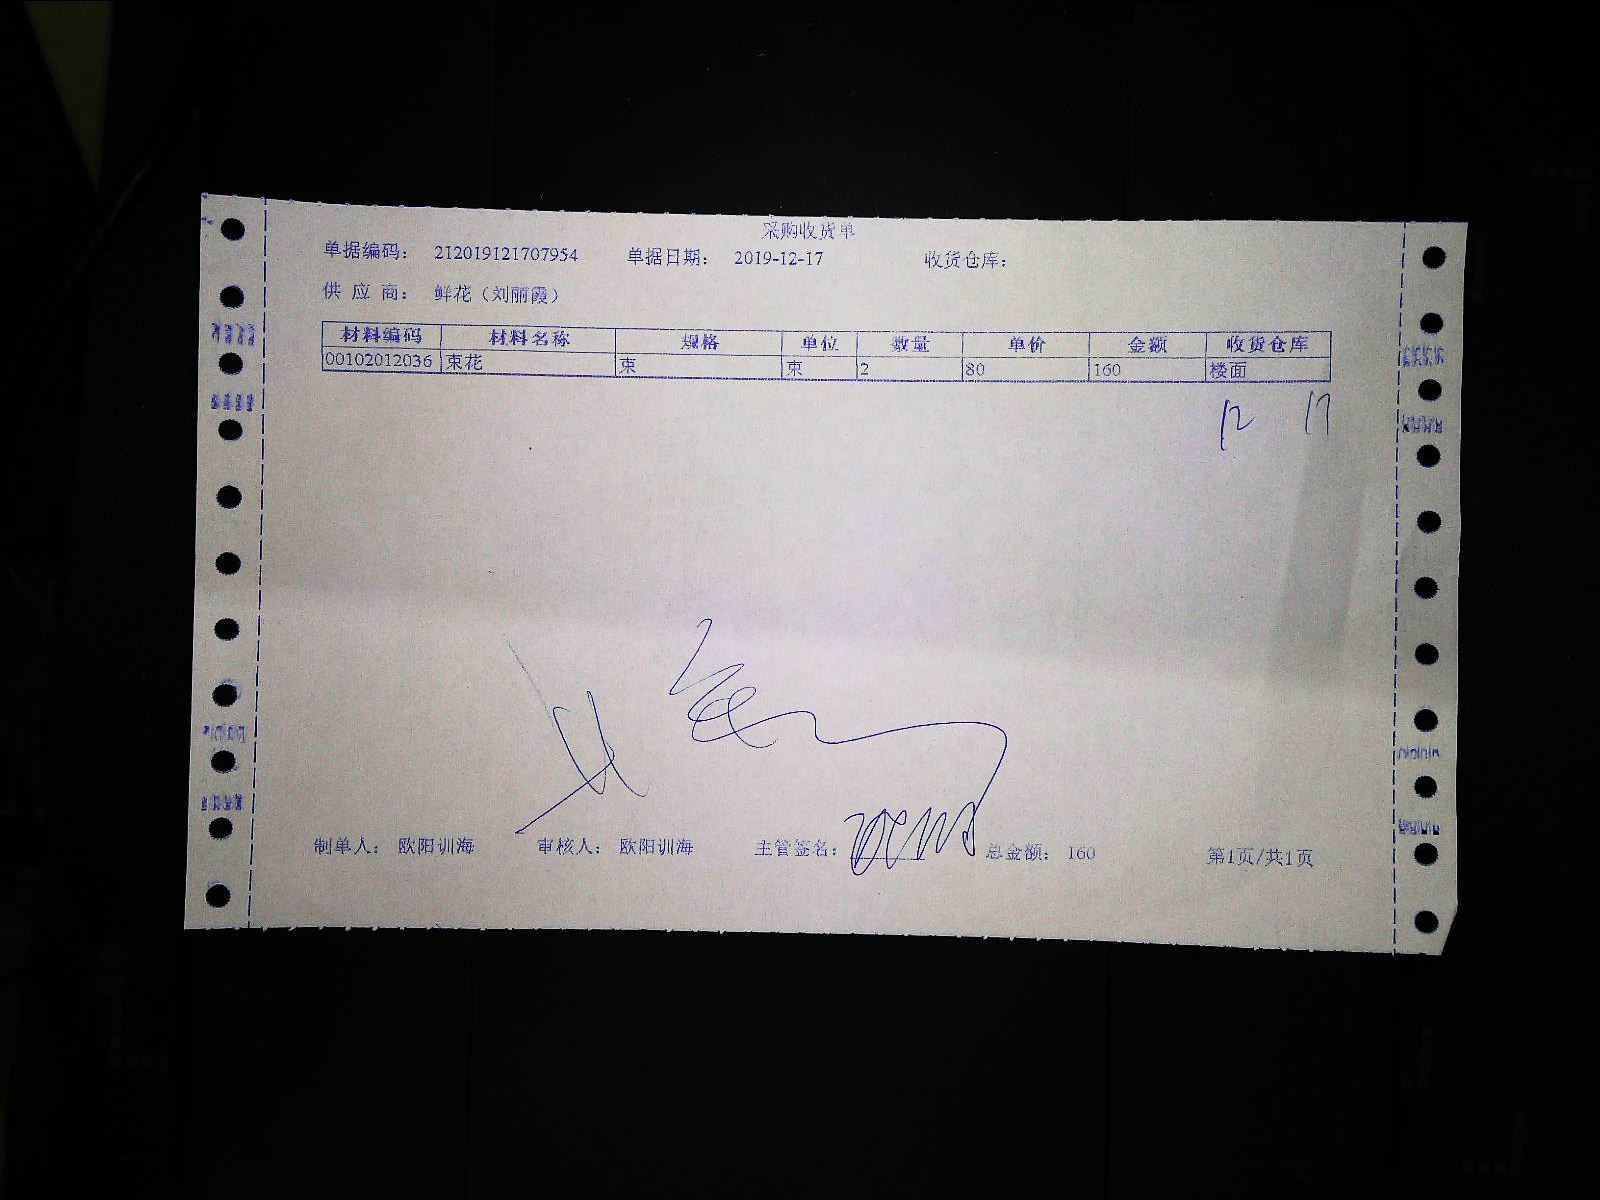 采购收货单
单据编码： 212019121707954 单据日期： 2019-12-17 收货仓库：
供 应 商： 鲜花（刘丽霞）
材料编码 材料名称 规格 单位 数量 单价 金额 收货仓库
00102012036 束花 束 束 2 80 160 楼面
12 17
制单人： 欧阳训海 审核人： 欧阳训海 主管签名： 总金额： 160 第1页/共1页